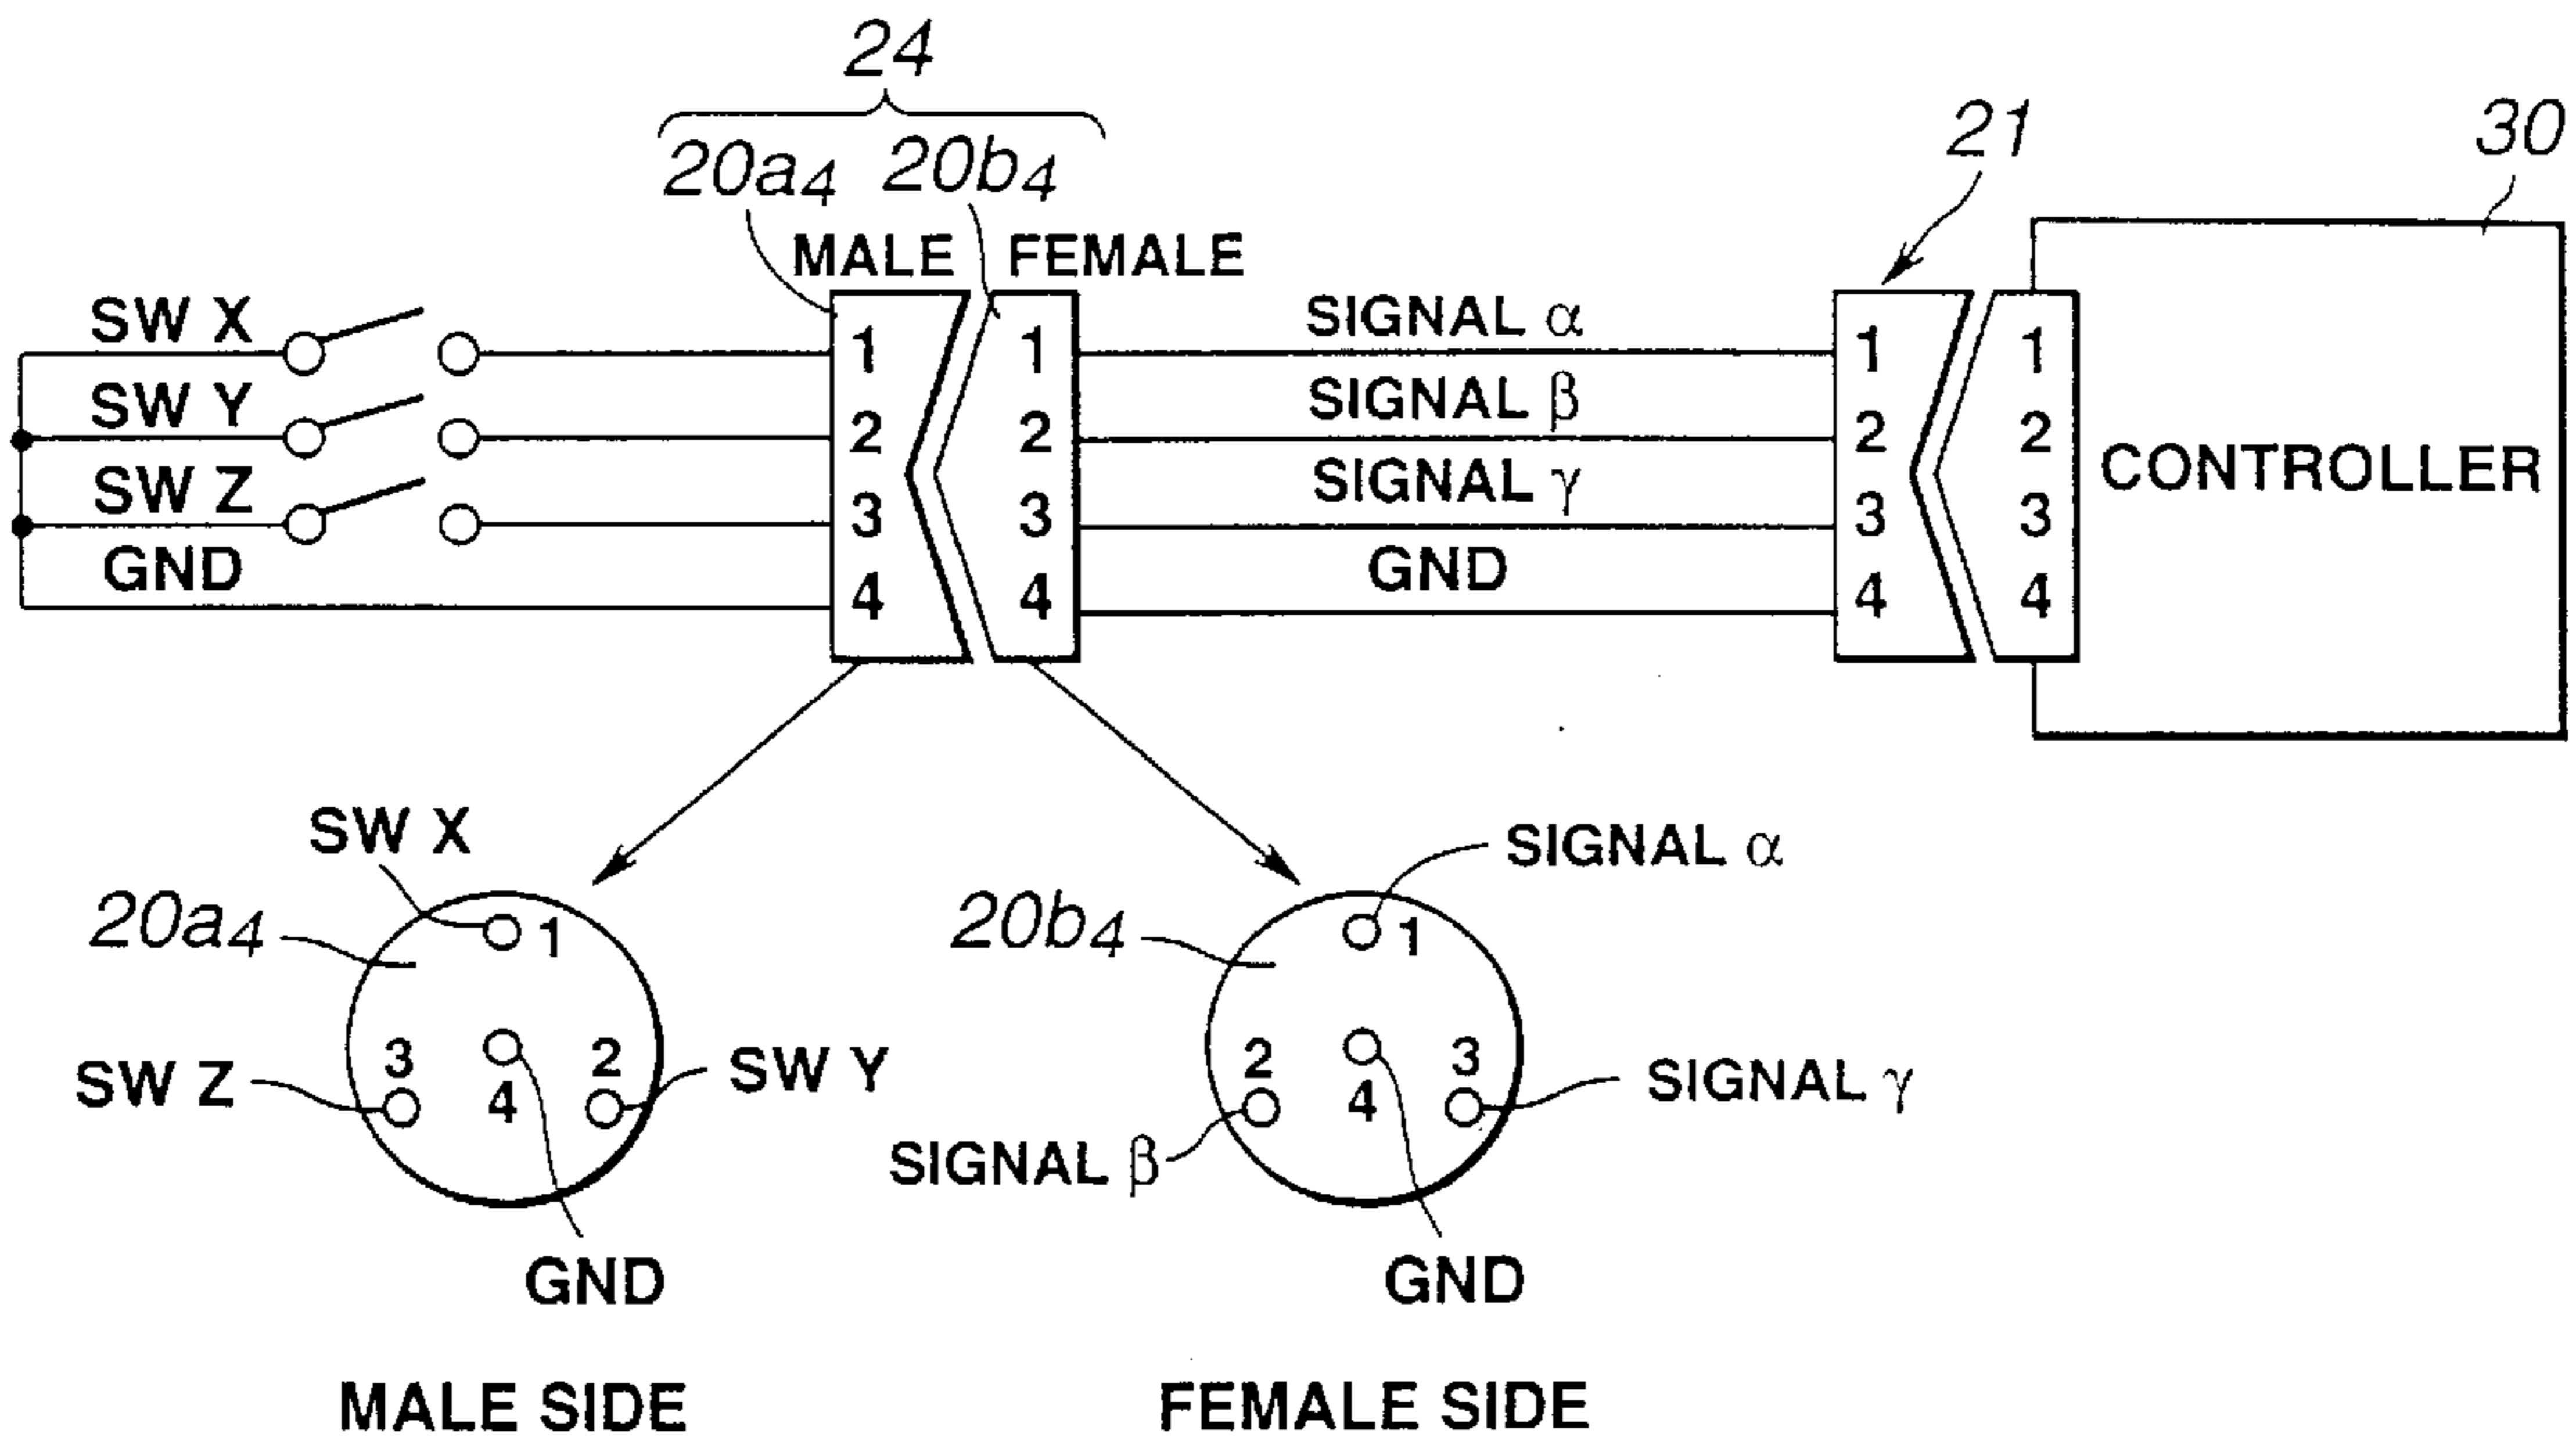 24
20a4 20b4
21
30
MALE FEMALE
SW X
SW Y
SW Z
GND
1
2
3
4
1
2
3
4
SIGNAL α
SIGNAL β
SIGNAL γ
GND
1
2
3
4
1
2
3
4
CONTROLLER
SW X
20a4
1
3
2
4
SW Z
SW Y
GND
MALE SIDE
SIGNAL α
20b4
1
2
3
4
SIGNAL γ
SIGNAL β
GND
FEMALE SIDE